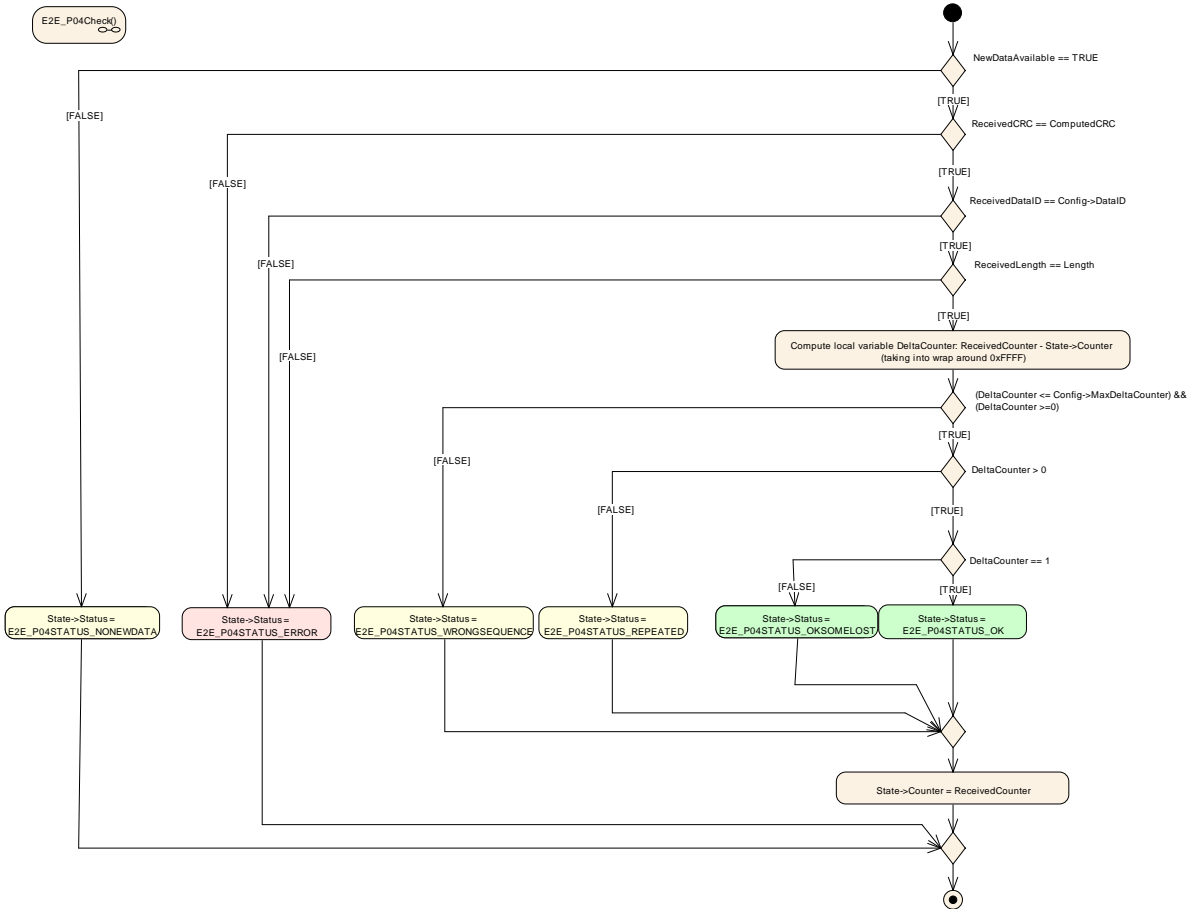 E2E_P04Check()
NewDataAvailable == TRUE
[FALSE]
[TRUE]
ReceivedCRC == ComputedCRC
[FALSE]
[TRUE]
ReceivedDataID == Config->DataID
[FALSE]
[TRUE]
ReceivedLength == Length
[FALSE]
[TRUE]
Compute local variable DeltaCounter: ReceivedCounter - State->Counter
(taking into wrap around 0xFFFF)
(DeltaCounter <= Config->MaxDeltaCounter) &&
(DeltaCounter >=0)
[FALSE]
[TRUE]
DeltaCounter > 0
[FALSE]
[TRUE]
DeltaCounter == 1
[FALSE]
[TRUE]
State->Status =
E2E_P04STATUS_NONEWDATA
State->Status =
E2E_P04STATUS_ERROR
State->Status =
E2E_P04STATUS_WRONGSEQUENCE
State->Status =
E2E_P04STATUS_REPEATED
State->Status =
E2E_P04STATUS_OKSOMELOST
State->Status =
E2E_P04STATUS_OK
State->Counter = ReceivedCounter